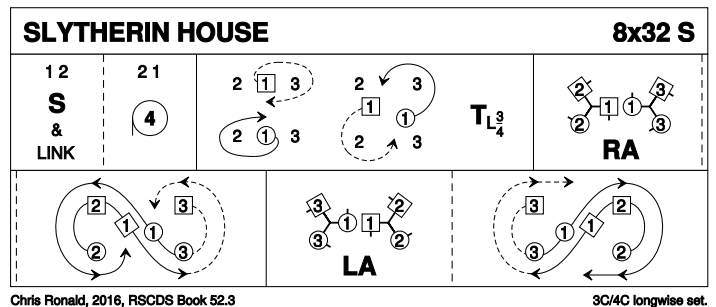 SLYTHERIN HOUSE 8x32 S
1 2 2 1
S
&
LINK
4
2 1 3 2 3
1 1
2 1 3 2 3
T L 3/4
2 1 1 3
2 3
RA
2 3
1 1
2 3
3 1 1 2
3 2
LA
3 2
1 1
3 2
Chris Ronald, 2016, RSCDS Book 52.3 3C/4C longwise set.